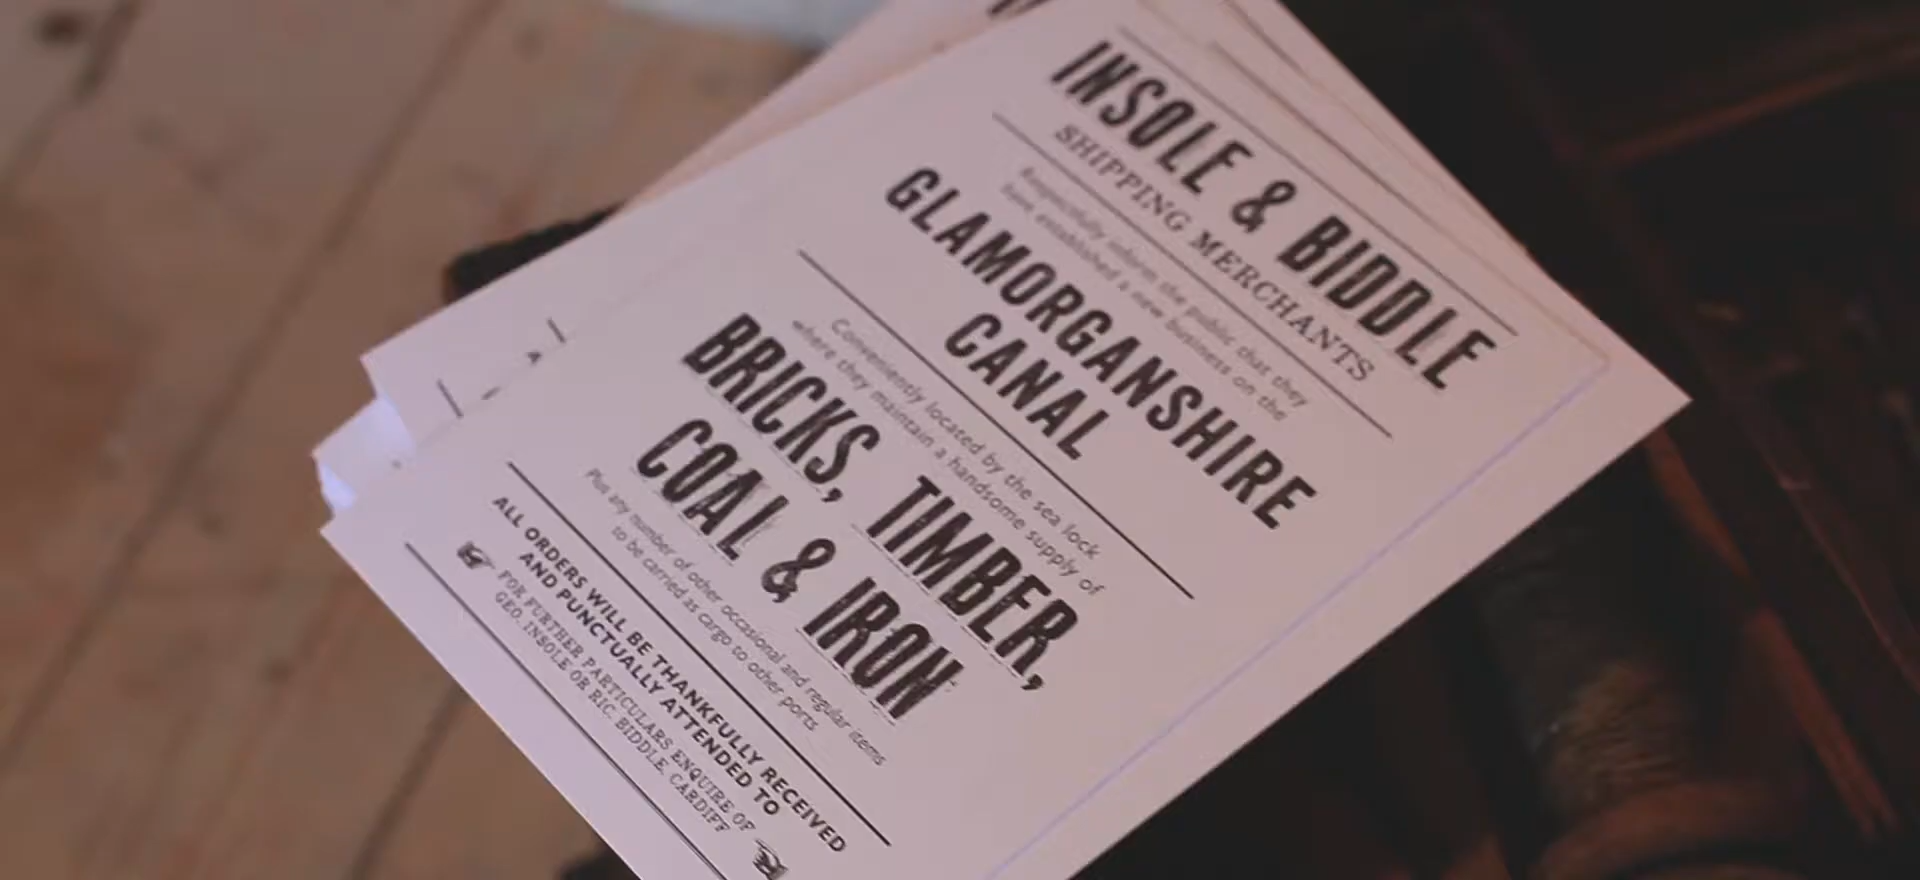 INSOLE & BIDDLE
SHIPPING MERCHANTS
Respectfully inform the public that they
have established a new business on the
GLAMORGANSHIRE
CANAL
Conveniently located by the sea lock
where they maintain a handsome supply of
BRICKS, TIMBER,
COAL & IRON
Plus any number of other occasional and regular items
to be carried as cargo to other ports
ALL ORDERS WILL BE THANKFULLY RECEIVED
AND PUNCTUALLY ATTENDED TO
FOR FURTHER PARTICULARS ENQUIRE OF
GEO. INSOLE OR RIC. BIDDLE, CARDIFF